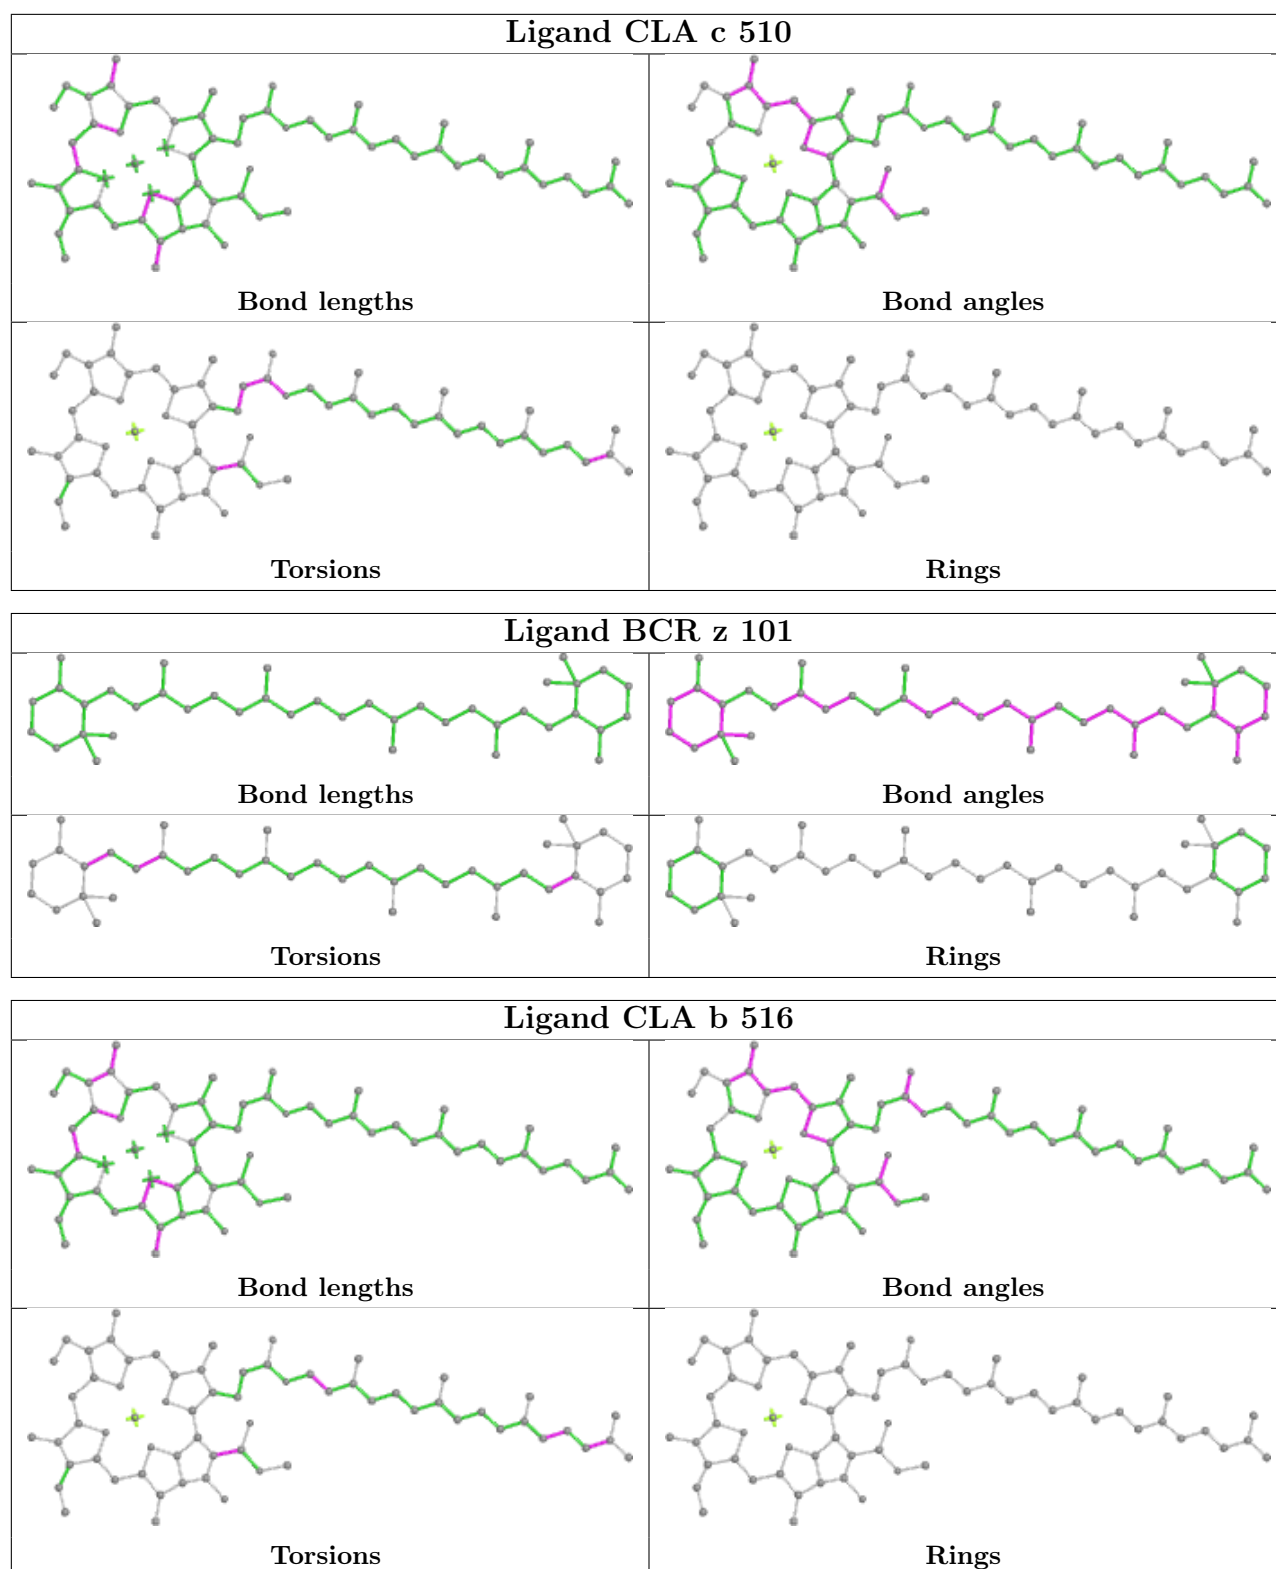 Ligand CLA c 510
Bond lengths
Bond angles
Torsions
Rings
Ligand BCR z 101
Bond lengths
Bond angles
Torsions
Rings
Ligand CLA b 516
Bond lengths
Bond angles
Torsions
Rings